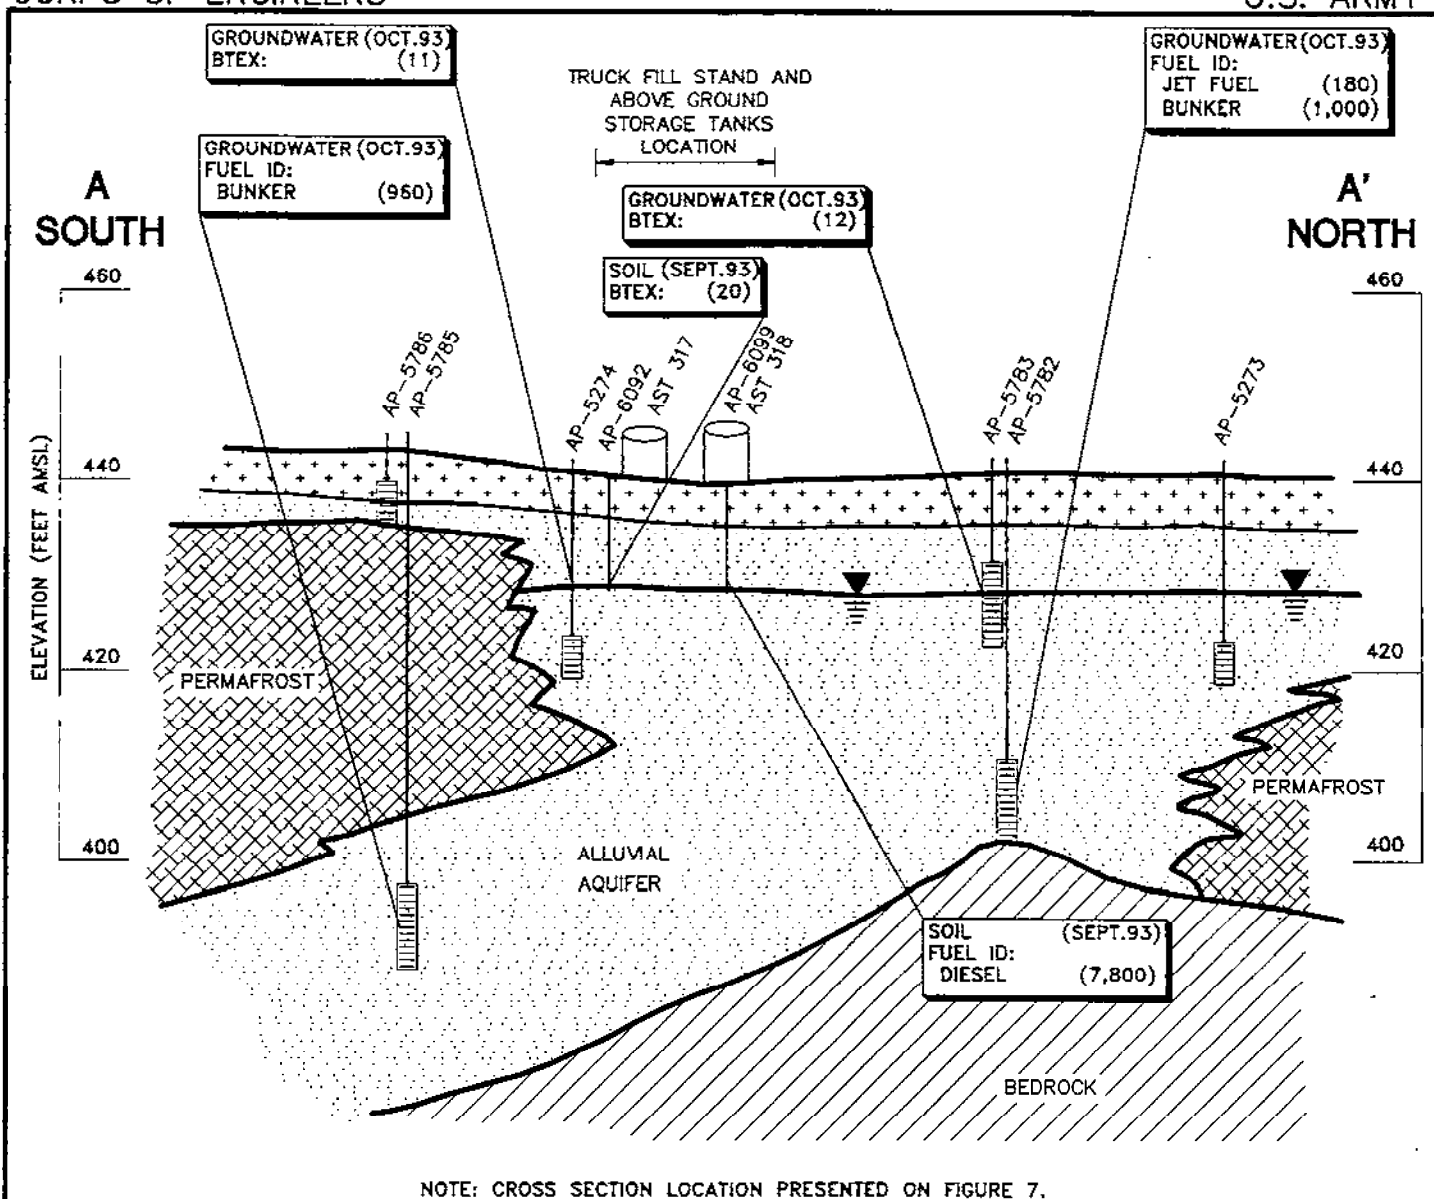 U.S. ARMY
GROUNDWATER (OCT.93)
BTEX: (11)
TRUCK FILL STAND AND
ABOVE GROUND
STORAGE TANKS
LOCATION
GROUNDWATER (OCT.93)
FUEL ID:
JET FUEL (180)
BUNKER (1,000)
GROUNDWATER (OCT.93)
FUEL ID:
BUNKER (960)
A
SOUTH
GROUNDWATER (OCT.93)
BTEX: (12)
A'
NORTH
SOIL (SEPT.93)
BTEX: (20)
460
460
AP-5786
AP-5785
AP-5274
AP-6092
AST 317
AP-6099
AST 318
AP-5783
AP-5782
AP-5273
ELEVATION (FEET AMSL)
440
440
420
420
PERMAFROST
PERMAFROST
400
400
ALLUVIAL
AQUIFER
SOIL (SEPT.93)
FUEL ID:
DIESEL (7,800)
BEDROCK
NOTE: CROSS SECTION LOCATION PRESENTED ON FIGURE 7.